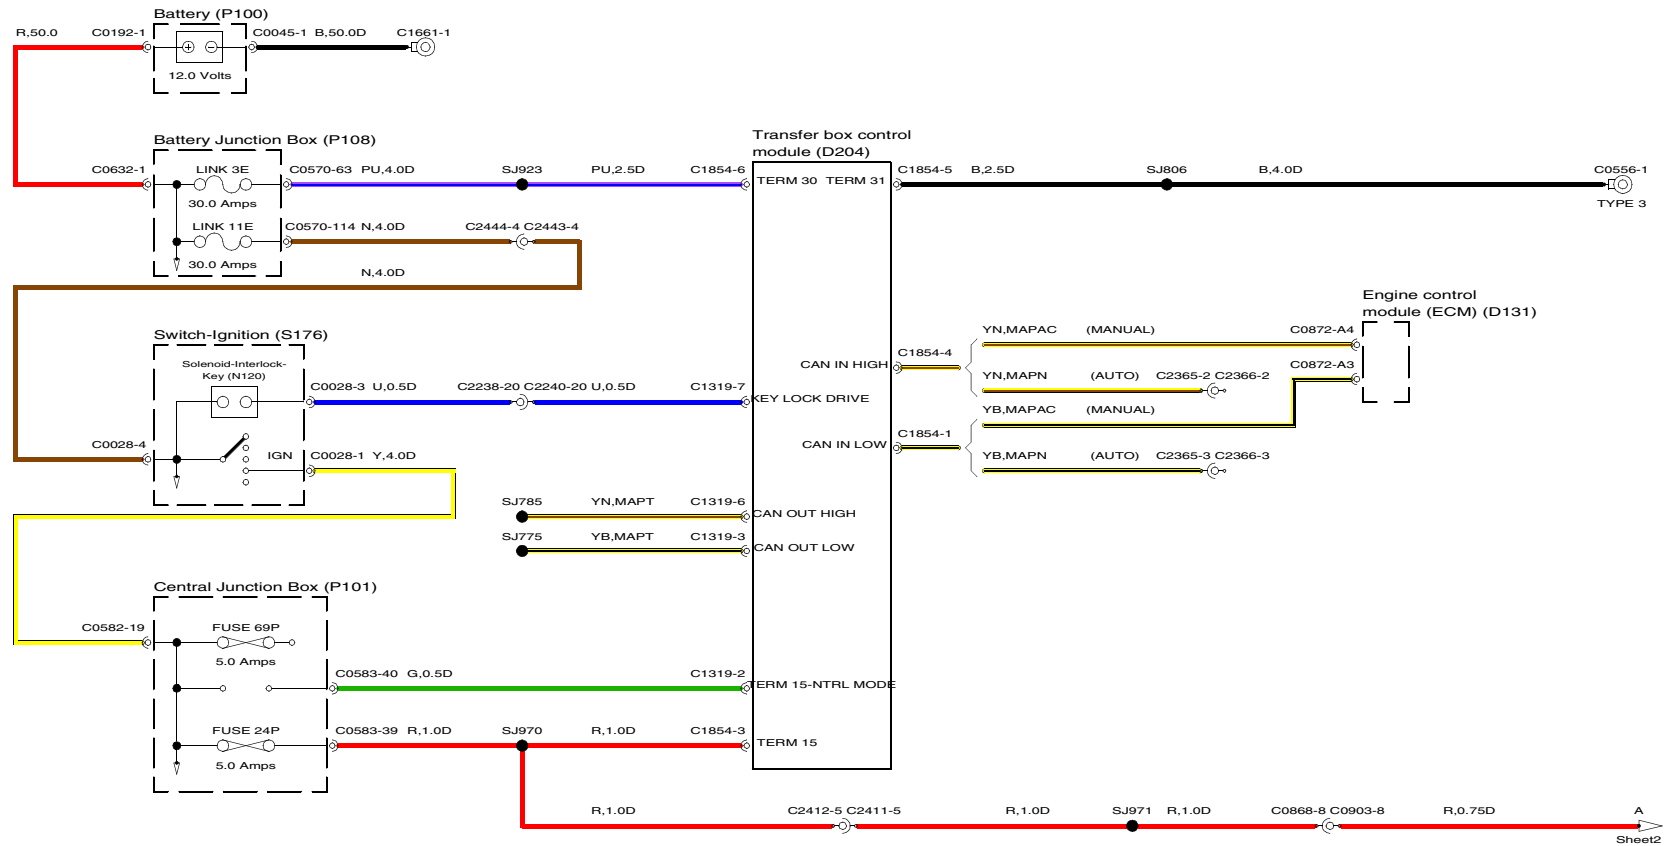 Battery (P100)
R,50.0 C0192-1 C0045-1 B,50.0D C1661-1
12.0 Volts
Battery Junction Box (P108)
Transfer box control
module (D204)
C0632-1 LINK 3E C0570-63 PU,4.0D SJ923 PU,2.5D C1854-6 C1854-5 B,2.5D SJ806 B,4.0D C0556-1
TERM 30 TERM 31
30.0 Amps TYPE 3
LINK 11E C0570-114 N,4.0D C2444-4 C2443-4
30.0 Amps
N,4.0D
Engine control
module (ECM) (D131)
Switch-Ignition (S176)
YN,MAPAC (MANUAL) C0872-A4
Solenoid-Interlock-
Key (N120)
CAN IN HIGH C1854-4 C0872-A3
YN,MAPN (AUTO) C2365-2 C2366-2
C0028-3 U,0.5D C2238-20 C2240-20 U,0.5D C1319-7
KEY LOCK DRIVE
YB,MAPAC (MANUAL)
C0028-4 CAN IN LOW C1854-1
IGN C0028-1 Y,4.0D YB,MAPN (AUTO) C2365-3 C2366-3
SJ785 YN,MAPT C1319-6
CAN OUT HIGH
SJ775 YB,MAPT C1319-3
CAN OUT LOW
Central Junction Box (P101)
C0582-19 FUSE 69P
5.0 Amps
C0583-40 G,0.5D C1319-2
TERM 15-NTRL MODE
FUSE 24P C0583-39 R,1.0D SJ970 R,1.0D C1854-3
TERM 15
5.0 Amps
R,1.0D C2412-5 C2411-5 R,1.0D SJ971 R,1.0D C0868-8 C0903-8 R,0.75D A
Sheet2